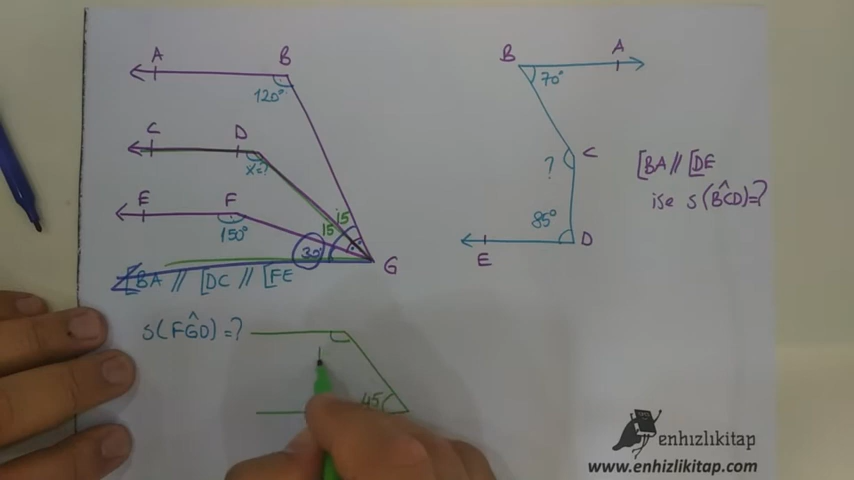 A
B
120°
C
D
x=?
E
F
150°
15
15
30
G
[BA // [DC // [FE
s(FĜD)=?
45
B
A
70°
C
?
85°
D
E
[BA // [DE
ise s(BĈD)=?
enhızlıkitap
www.enhizlikitap.com